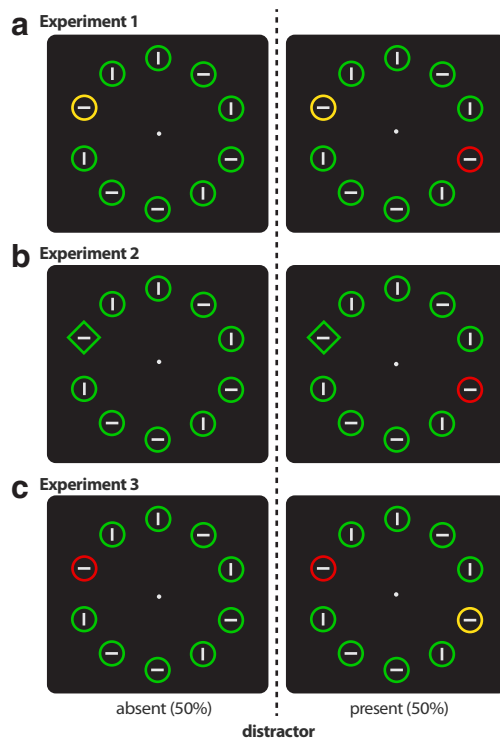 a Experiment 1
b Experiment 2
c Experiment 3
absent (50%) present (50%)
distractor